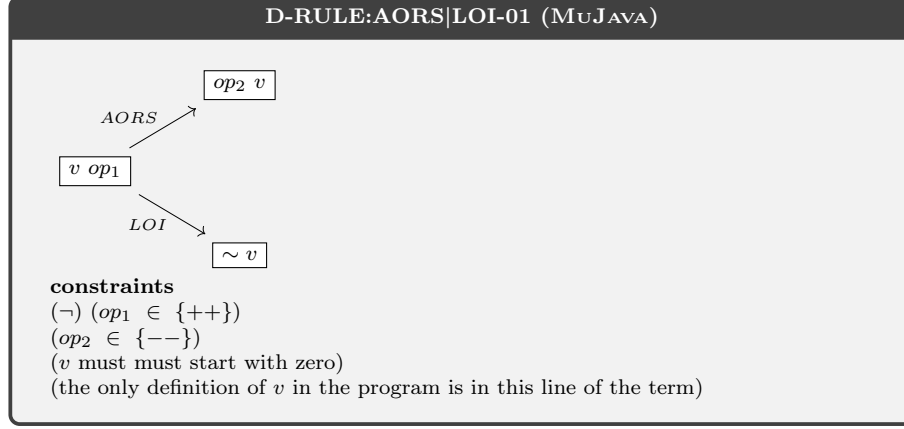 D-RULE:AORS|LOI-01 (MuJava)
op₂ v
AORS
v op₁
LOI
∼ v
constraints
(¬) (op₁ ∈ {++})
(op₂ ∈ {−−})
(v must must start with zero)
(the only definition of v in the program is in this line of the term)